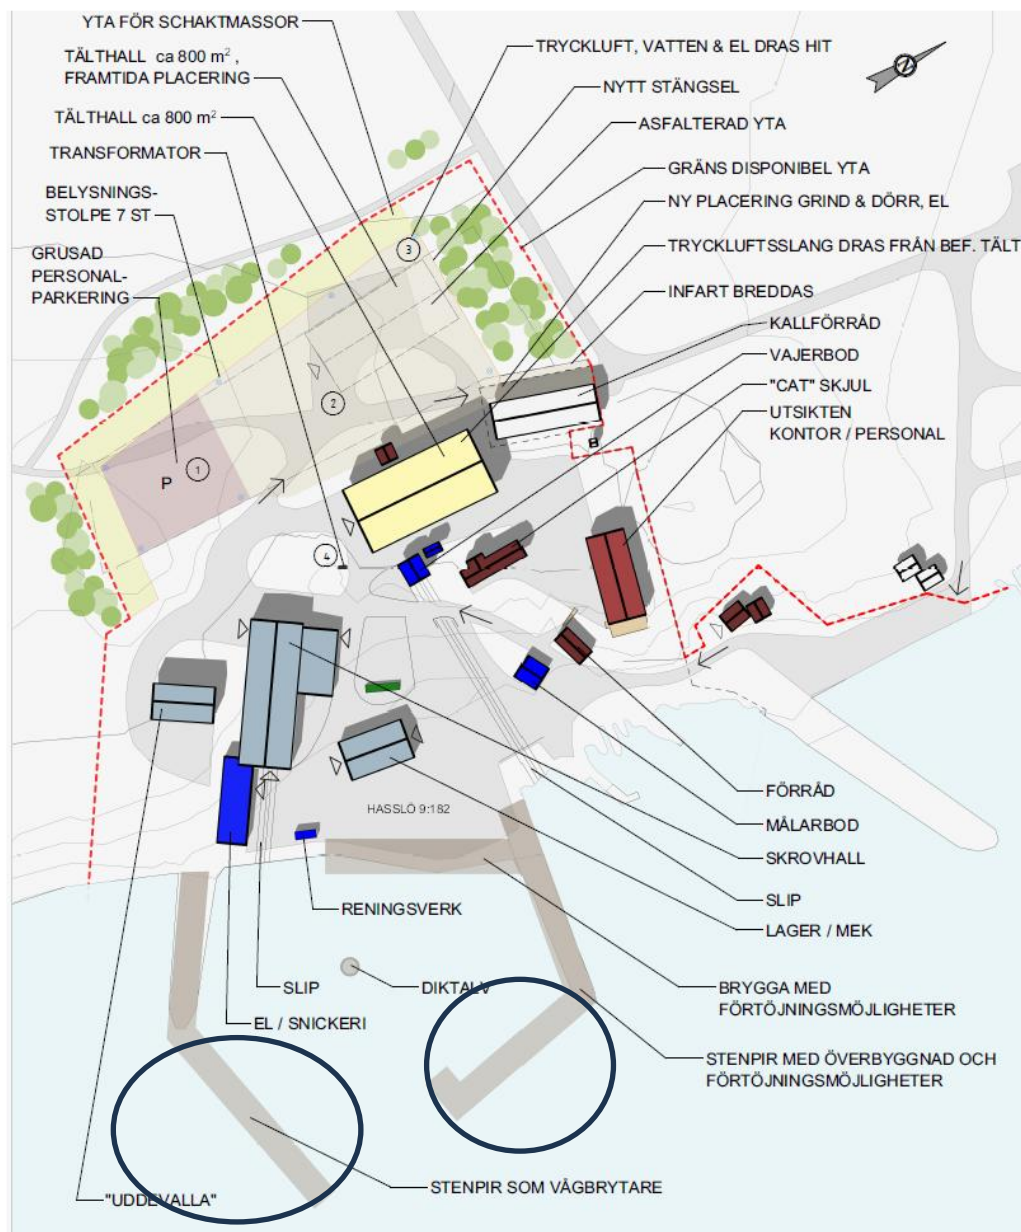 YTA FÖR SCHAKTMASSOR
TÄLTHALL ca 800 m²,
FRAMTIDA PLACERING
TÄLTHALL ca 800 m²
TRANSFORMATOR
BELYSNINGS-
STOLPE 7 ST
GRUSAD
PERSONAL-
PARKERING
TRYCKLUFT, VATTEN & EL DRAS HIT
NYTT STÄNGSEL
ASFALTERAD YTA
GRÄNS DISPONIBEL YTA
NY PLACERING GRIND & DÖRR, EL
TRYCKLUFTSSLANG DRAS FRÅN BEF. TÄLT
INFART BREDDAS
KALLFÖRRÅD
VAJERBOD
"CAT" SKJUL
UTSIKTEN
KONTOR / PERSONAL
3
2
1
P
4
HASSLÖ 9:182
FÖRRÅD
MÅLARBOD
SKROVHALL
SLIP
LAGER / MEK
RENINGSVERK
SLIP
DIKTALV
EL / SNICKERI
BRYGGA MED
FÖRTÖJNINGSMÖJLIGHETER
STENPIR MED ÖVERBYGGNAD OCH
FÖRTÖJNINGSMÖJLIGHETER
STENPIR SOM VÅGBRYTARE
"UDDEVALLA"